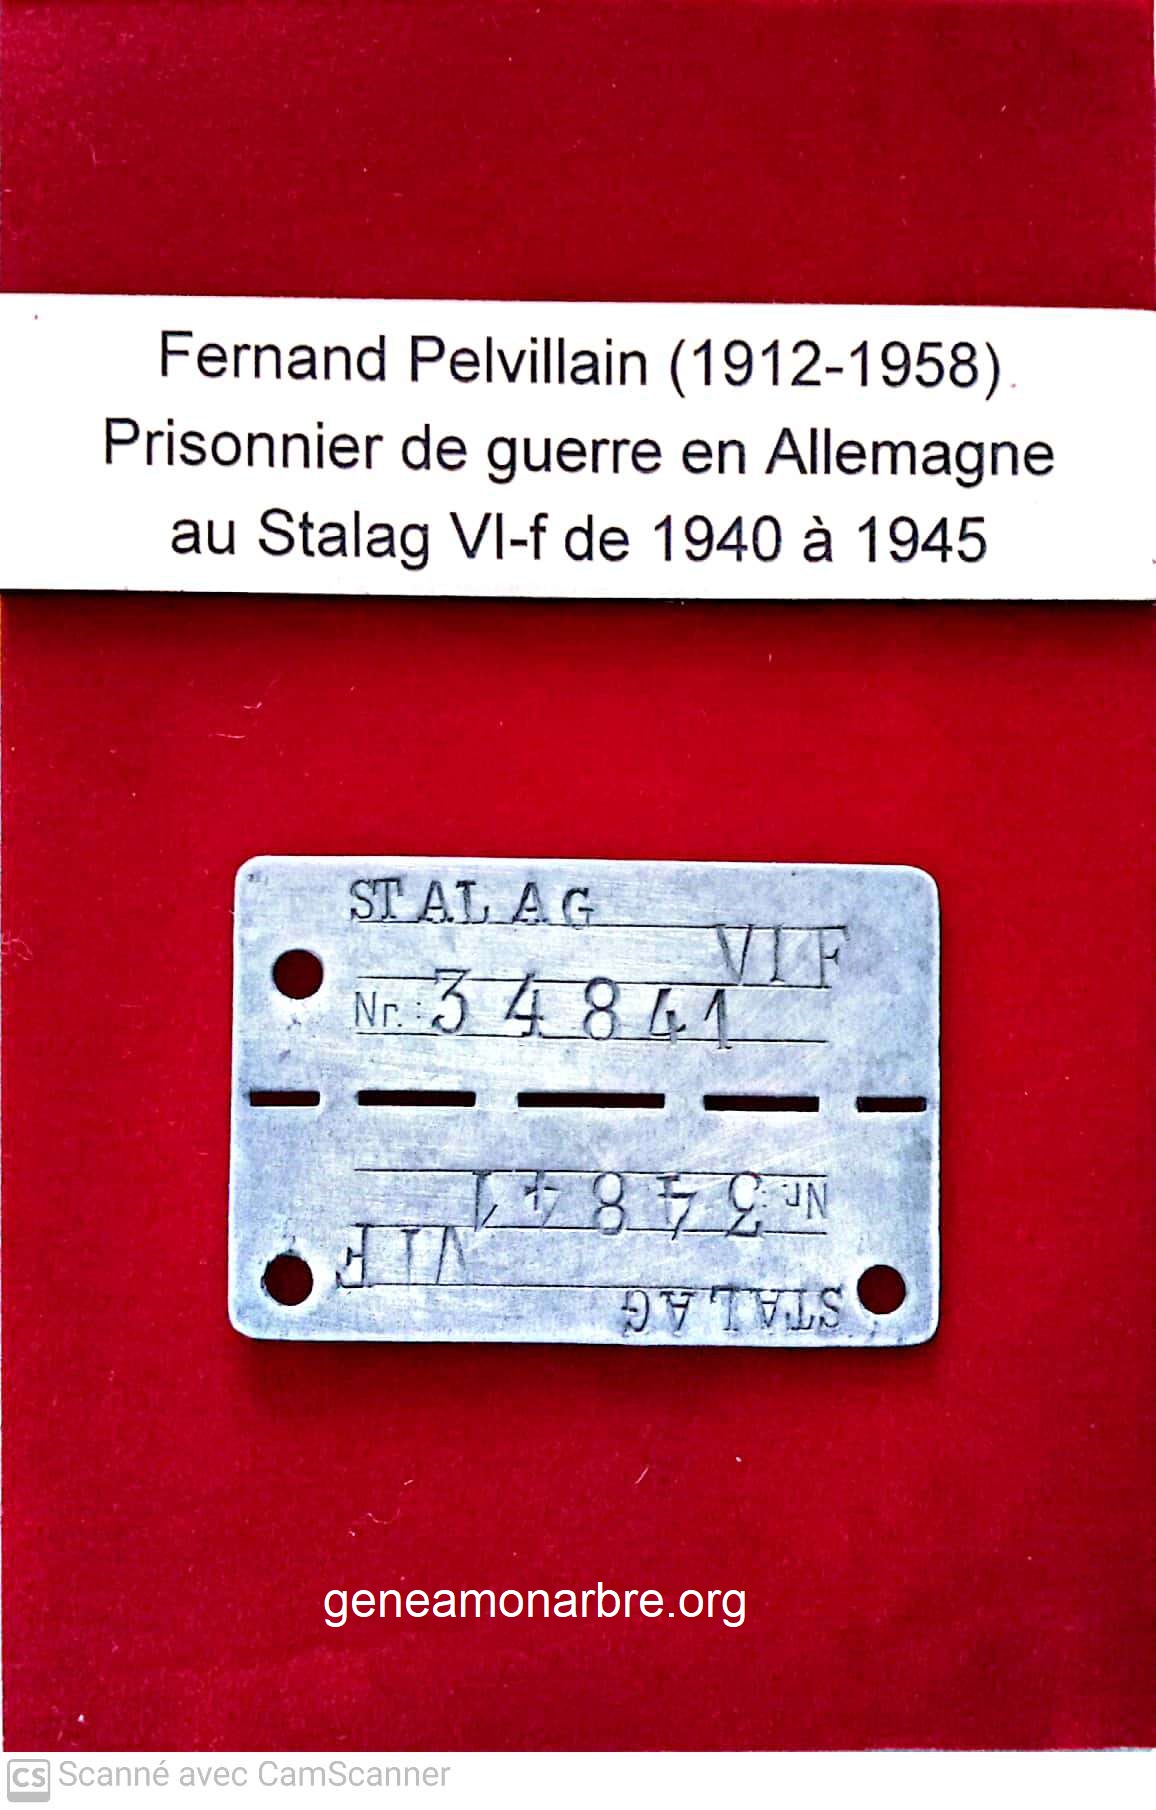 Fernand Pelvillain (1912-1958)
Prisonnier de guerre en Allemagne
au Stalag VI-f de 1940 à 1945
STALAG
VI F
Nr.: 34841
Nr.: 34841
VI F
STALAG
geneamonarbre.org
CS Scanné avec CamScanner